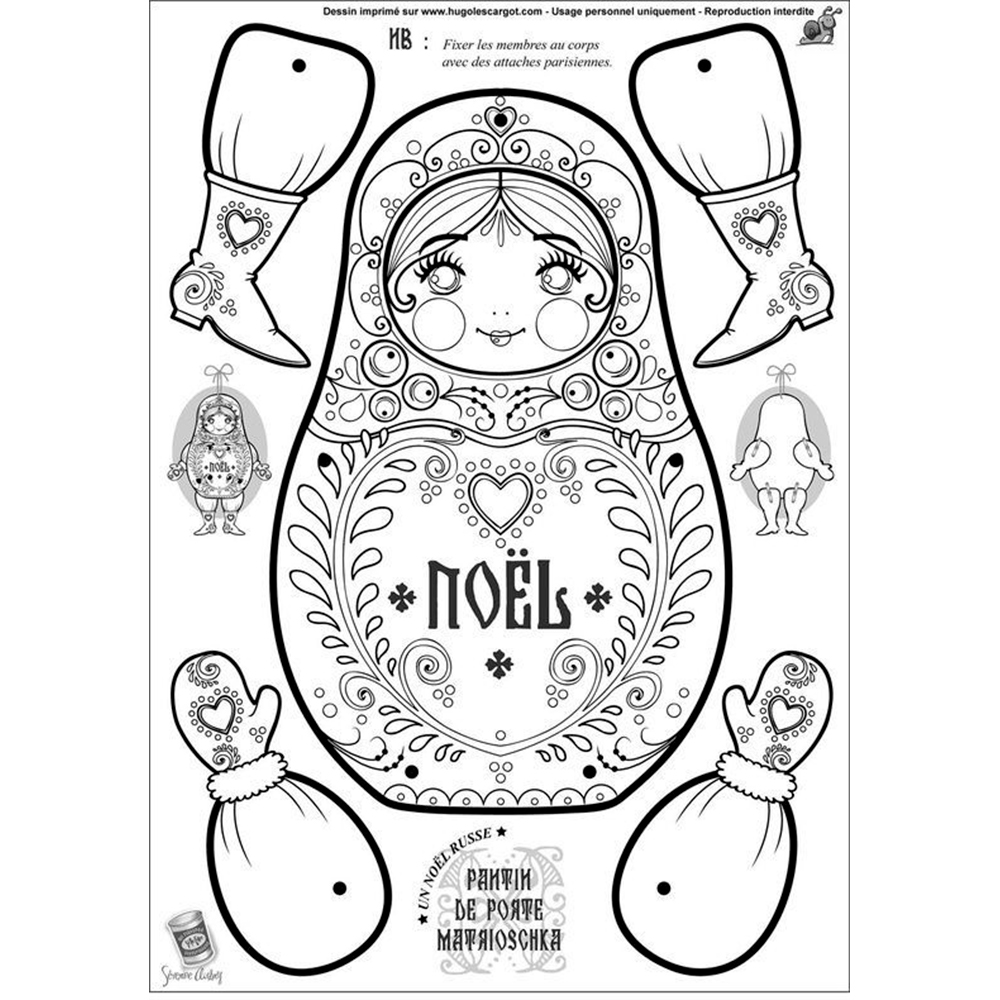 Dessin imprimé sur www.hugolescargot.com - Usage personnel uniquement - Reproduction interdite
NB : Fixer les membres au corps
avec des attaches parisiennes.
NOËL
NOËL
UN NOËL RUSSE
PANTIN
DE PORTE
MATRIOSCHKA